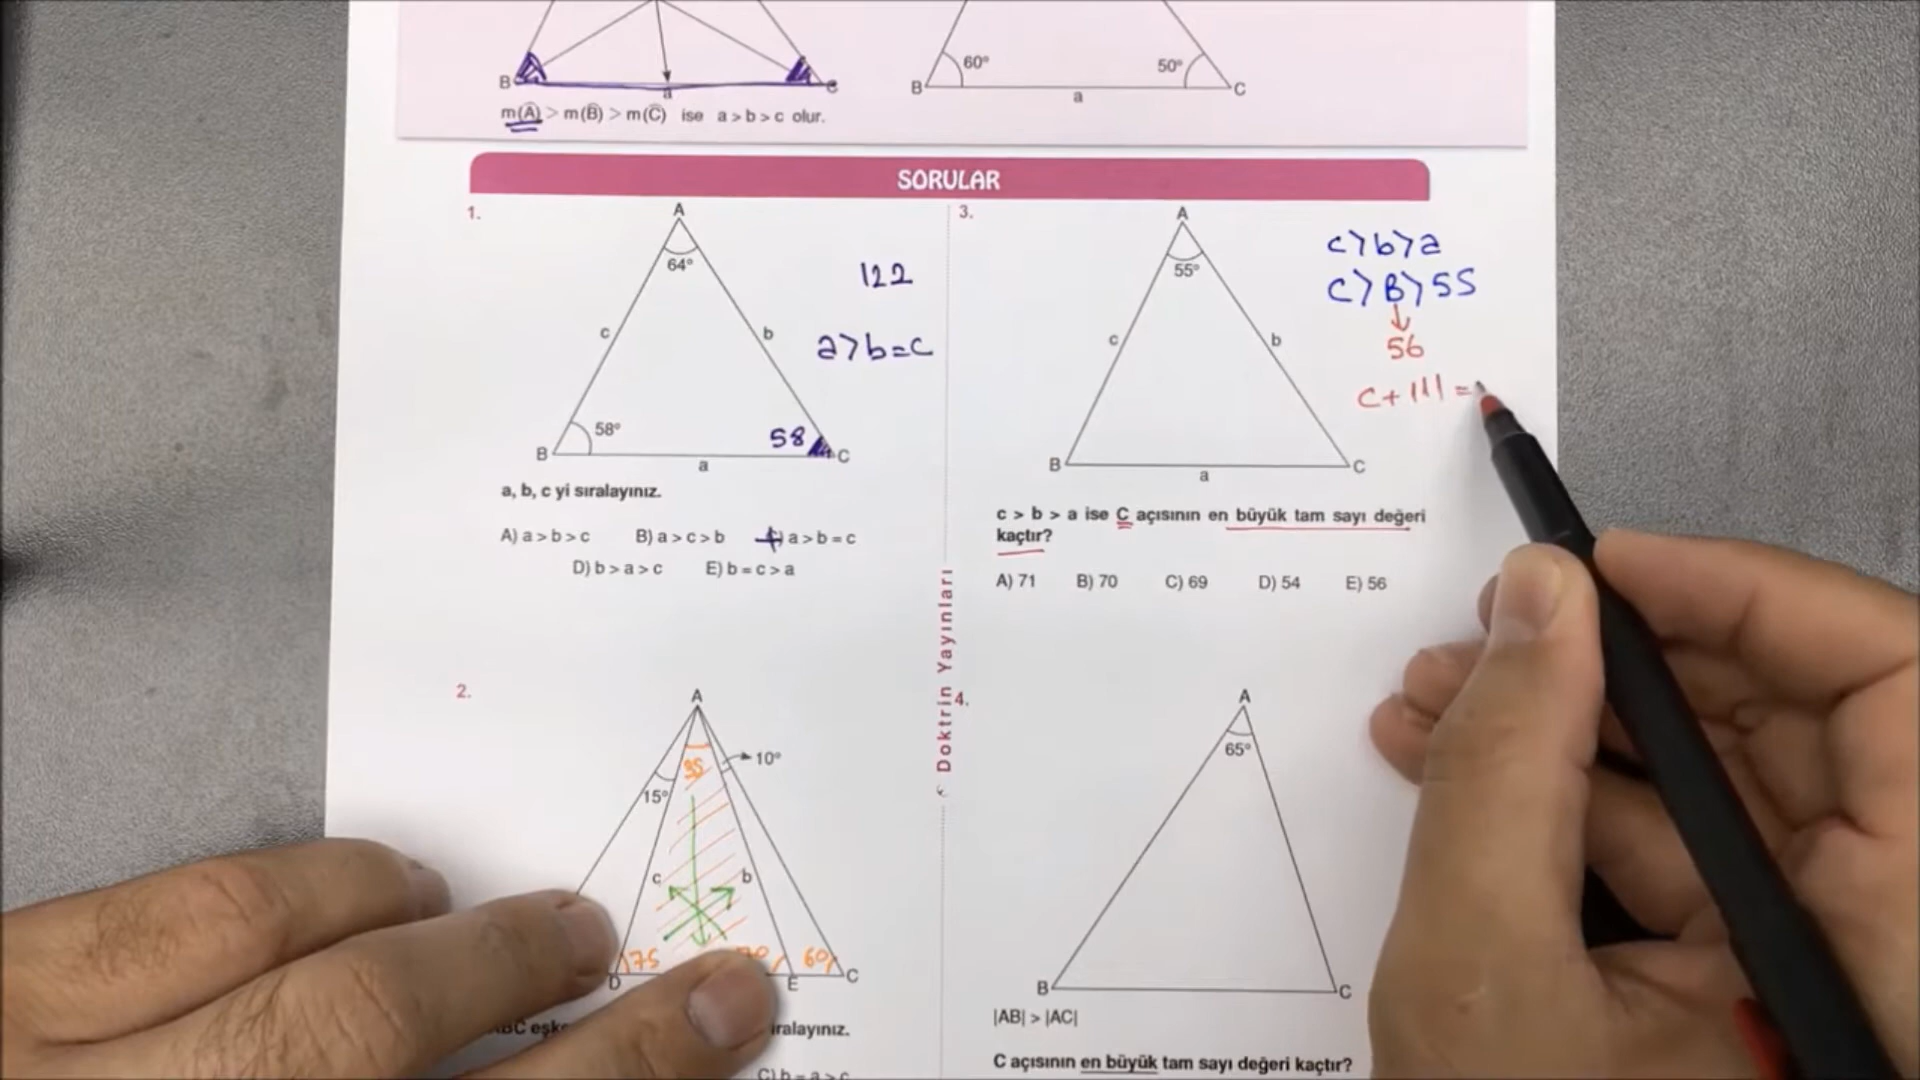 B
a
C
m(A) > m(B) > m(C) ise a > b > c olur.
60°
50°
B
a
C
SORULAR
1.
A
64°
c
b
58°
58
B
a
C
122
a>b=c
a, b, c yi sıralayınız.
A) a > b > c
B) a > c > b
a > b = c
D) b > a > c
E) b = c > a
2.
A
35
10°
15°
c
b
75
60
D
E
C
iralayınız.
C) b = a > c
Doktrin Yayınları
3.
A
55°
c
b
B
a
C
c>b>a
C>B>55
56
C+111=
c > b > a ise C açısının en büyük tam sayı değeri
kaçtır?
A) 71
B) 70
C) 69
D) 54
E) 56
4.
A
65°
B
C
|AB| > |AC|
C açısının en büyük tam sayı değeri kaçtır?